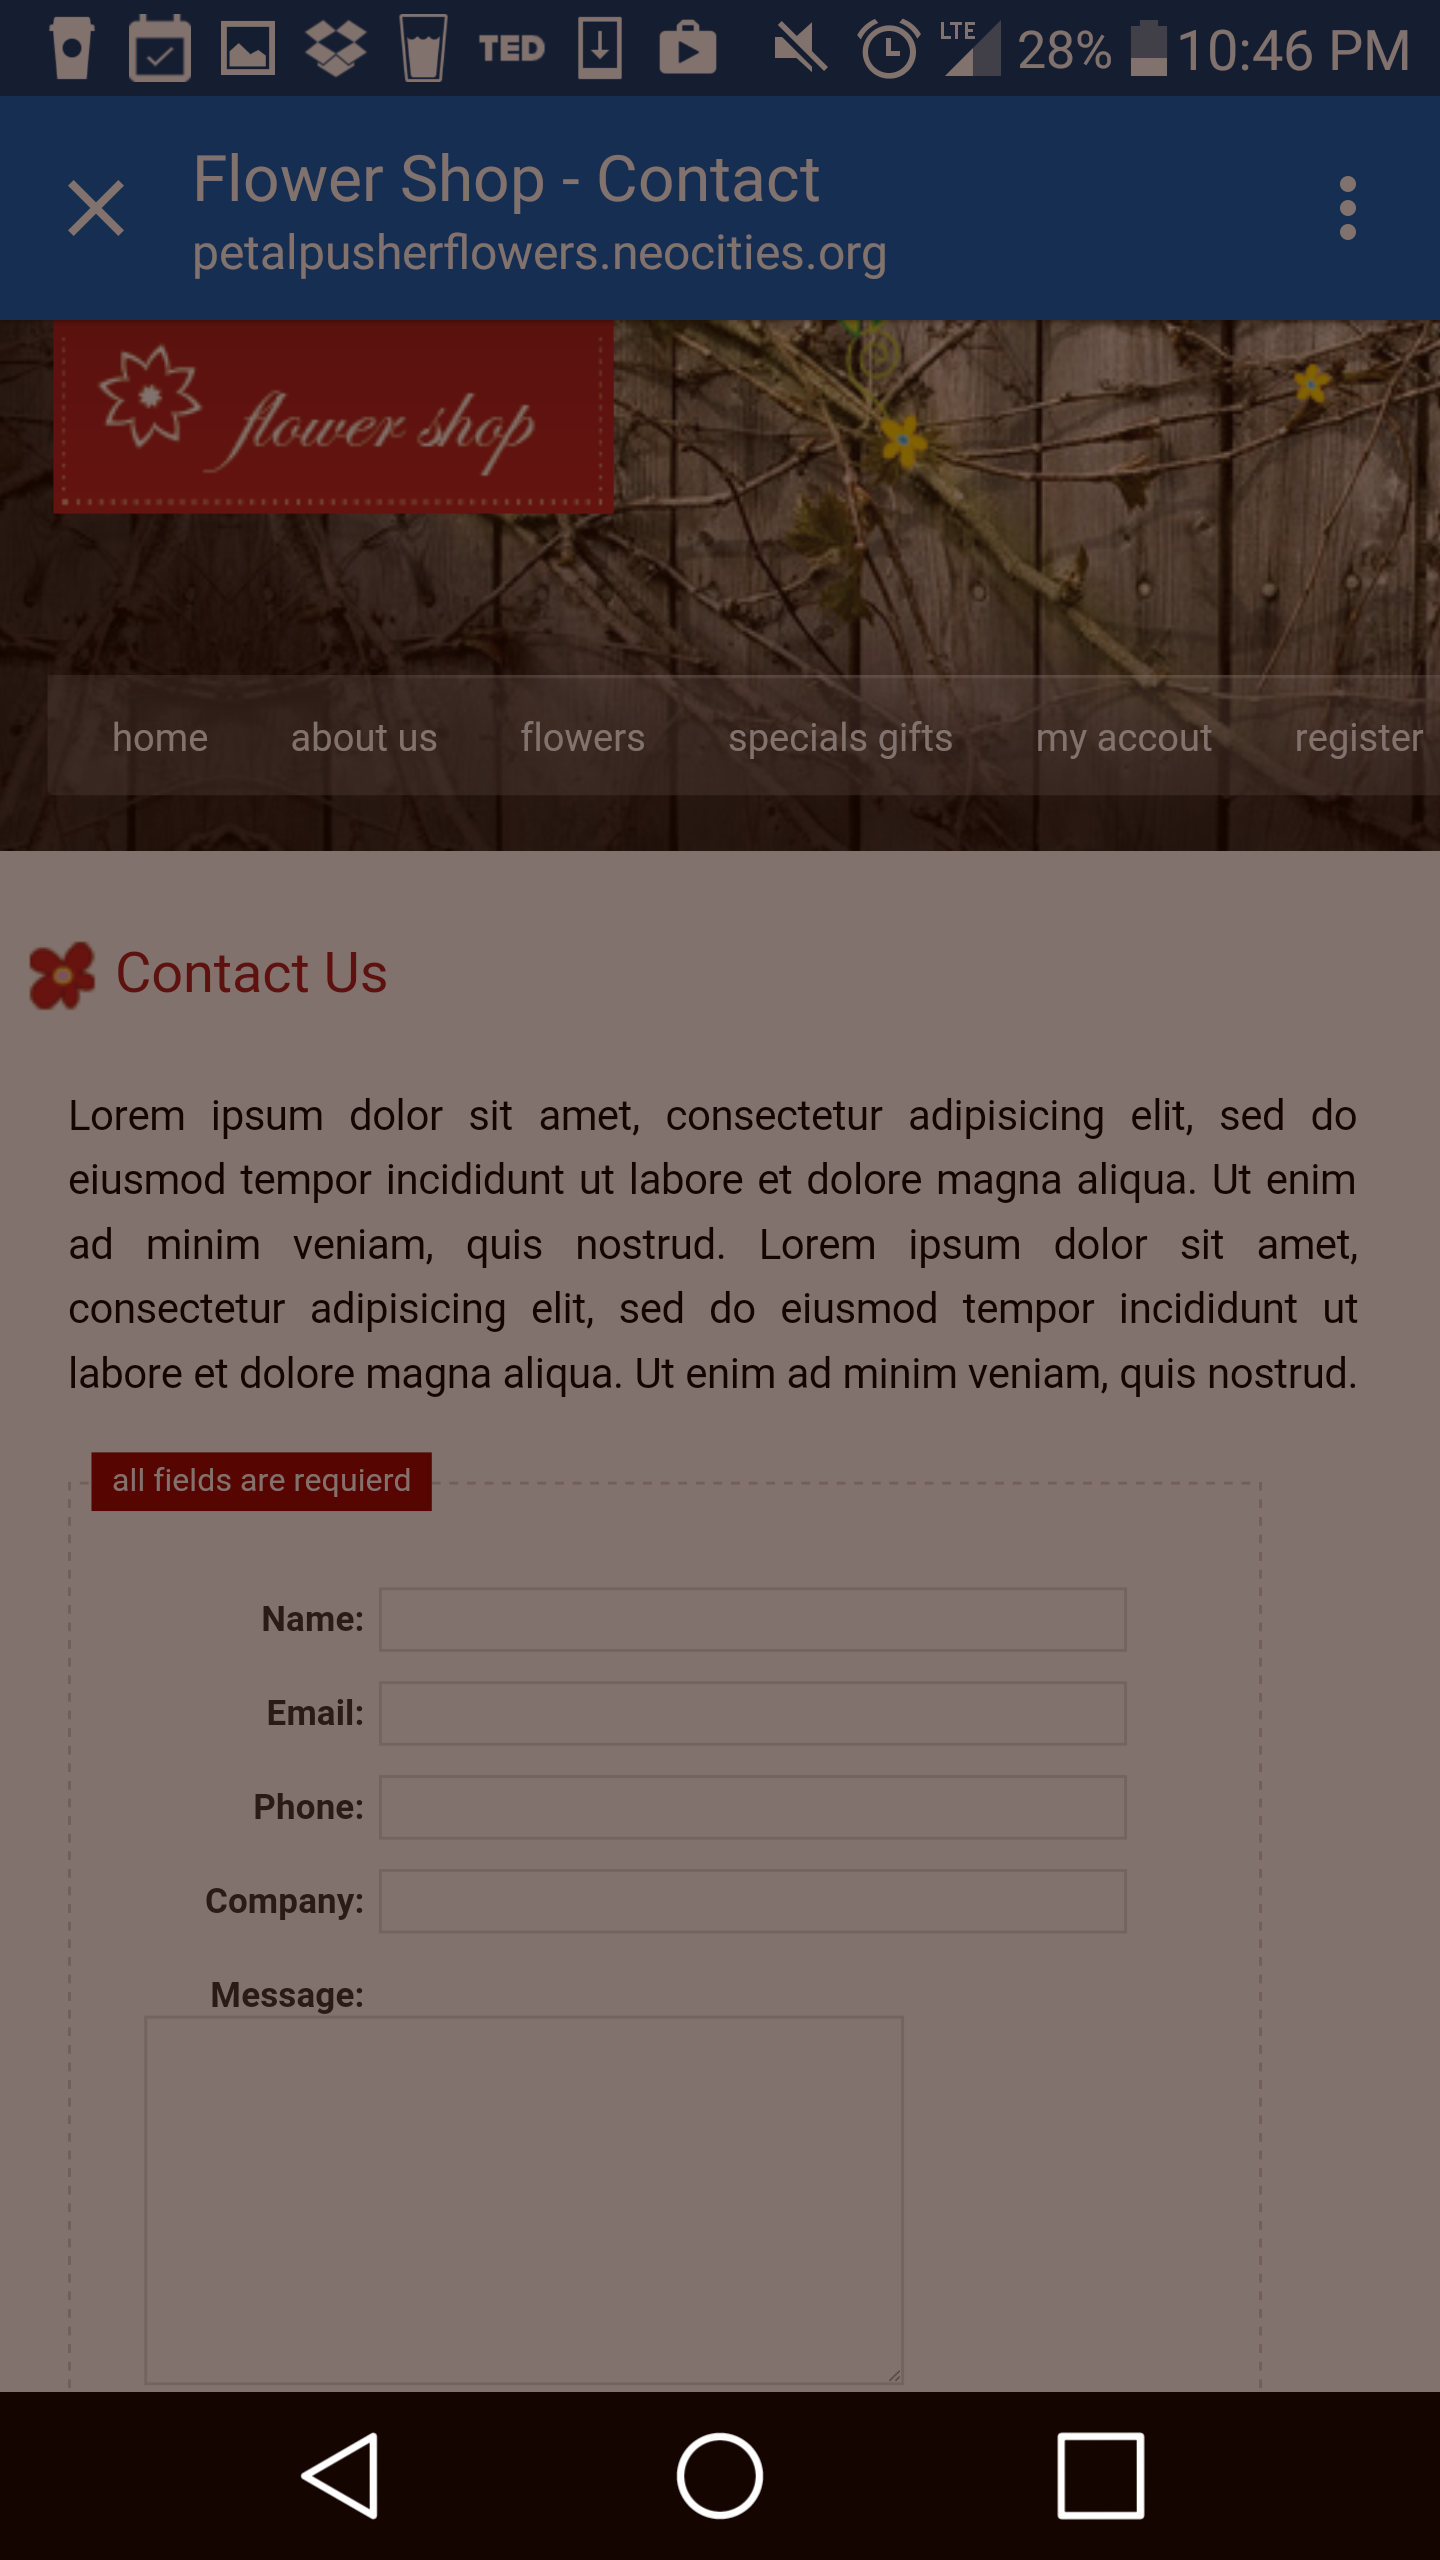 TED LTE 28% 10:46 PM
Flower Shop - Contact
petalpusherflowers.neocities.org
flower shop
home about us flowers specials gifts my accout register
Contact Us
Lorem ipsum dolor sit amet, consectetur adipisicing elit, sed do
eiusmod tempor incididunt ut labore et dolore magna aliqua. Ut enim
ad minim veniam, quis nostrud. Lorem ipsum dolor sit amet,
consectetur adipisicing elit, sed do eiusmod tempor incididunt ut
labore et dolore magna aliqua. Ut enim ad minim veniam, quis nostrud.
all fields are requierd
Name:
Email:
Phone:
Company:
Message: